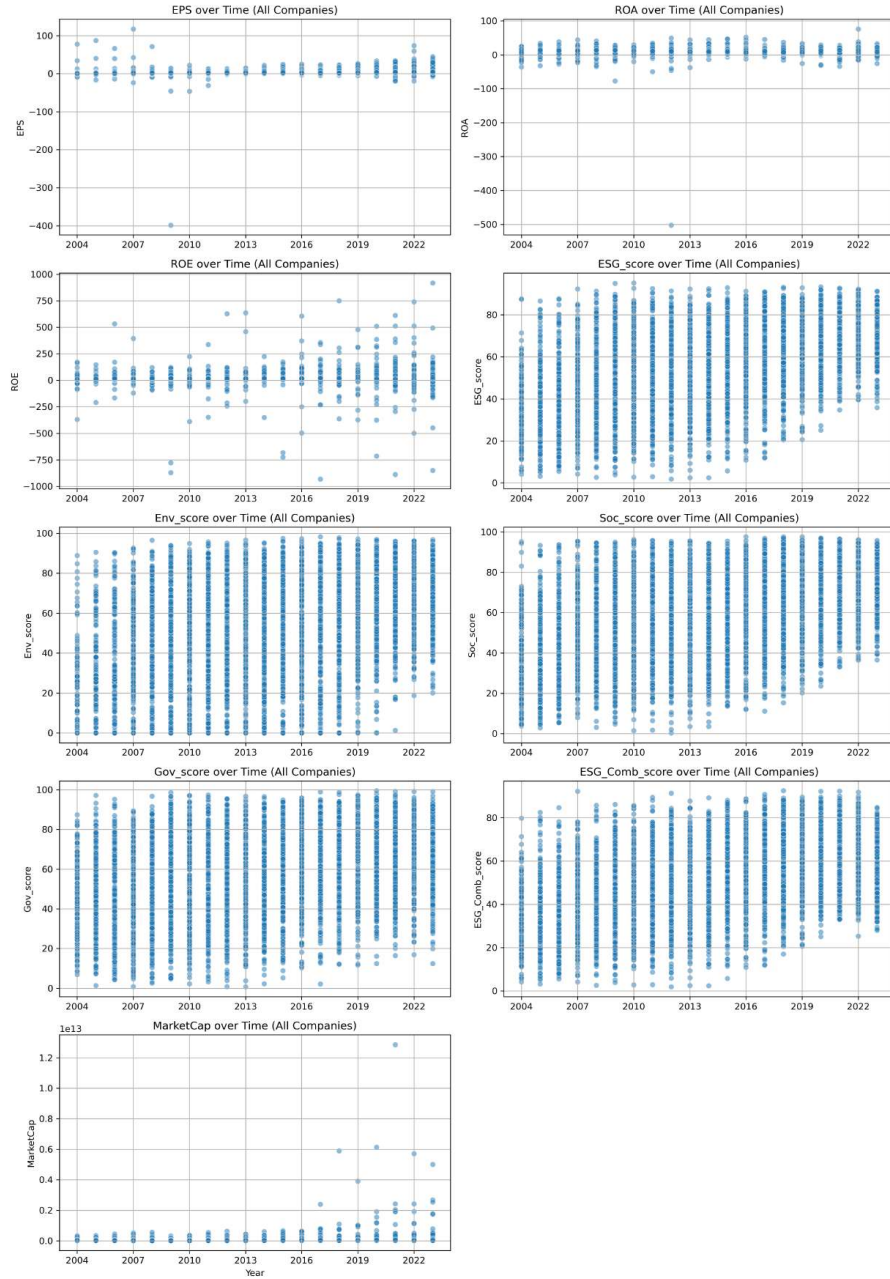 EPS over Time (All Companies)
100
0
−100
−200
−300
−400
EPS
2004 2007 2010 2013 2016 2019 2022
ROA over Time (All Companies)
100
0
−100
−200
−300
−400
−500
ROA
2004 2007 2010 2013 2016 2019 2022
ROE over Time (All Companies)
1000
750
500
250
0
−250
−500
−750
−1000
ROE
2004 2007 2010 2013 2016 2019 2022
ESG_score over Time (All Companies)
80
60
40
20
0
ESG_score
2004 2007 2010 2013 2016 2019 2022
Env_score over Time (All Companies)
100
80
60
40
20
0
Env_score
2004 2007 2010 2013 2016 2019 2022
Soc_score over Time (All Companies)
100
80
60
40
20
0
Soc_score
2004 2007 2010 2013 2016 2019 2022
Gov_score over Time (All Companies)
100
80
60
40
20
0
Gov_score
2004 2007 2010 2013 2016 2019 2022
ESG_Comb_score over Time (All Companies)
80
60
40
20
0
ESG_Comb_score
2004 2007 2010 2013 2016 2019 2022
1e13
MarketCap over Time (All Companies)
1.2
1.0
0.8
0.6
0.4
0.2
0.0
MarketCap
2004 2007 2010 2013 2016 2019 2022
Year